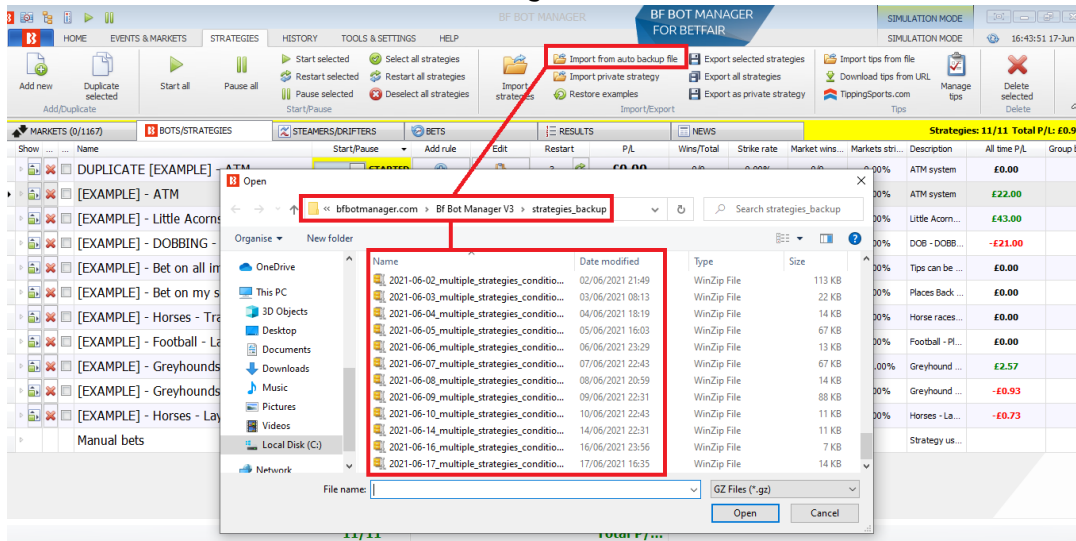 BF BOT MANAGER
BF BOT MANAGER
FOR BETFAIR
SIMULATION MODE
HOME EVENTS & MARKETS STRATEGIES HISTORY TOOLS & SETTINGS HELP
SIMULATION MODE
16:43:51 17-Jun
Add new
Duplicate selected
Add/Duplicate
Start all
Pause all
Start selected
Restart selected
Pause selected
Select all strategies
Restart all strategies
Deselect all strategies
Start/Pause
Import strategies
Import from auto backup file
Import private strategy
Restore examples
Export selected strategies
Export all strategies
Export as private strategy
Import/Export
Import tips from file
Download tips from URL
TippingSports.com
Manage tips
Tips
Delete selected
Delete
MARKETS (0/1167) BOTS/STRATEGIES STEAMERS/DRIFTERS BETS RESULTS NEWS
Strategies: 11/11 Total P/L: £0.9
Show ... ... Name Start/Pause Add rule Edit Restart P/L Wins/Total Strike rate Market wins... Markets stri... Description All time P/L Group
DUPLICATE [EXAMPLE] - ATM STARTED £0.00 0/0 0.00% 0/0 ATM system £0.00
[EXAMPLE] - ATM ATM system £22.00
[EXAMPLE] - Little Acorns Little Acorn... £43.00
[EXAMPLE] - DOBBING - DOB - DOBB... -£21.00
[EXAMPLE] - Bet on all Tips can be ... £0.00
[EXAMPLE] - Bet on my Places Back ... £0.00
[EXAMPLE] - Horses - Horse races... £0.00
[EXAMPLE] - Football - Football - Pl... £0.00
[EXAMPLE] - Greyhounds Greyhound ... £2.57
[EXAMPLE] - Greyhounds Greyhound ... -£0.93
[EXAMPLE] - Horses - Lay Horses - La... -£0.73
Manual bets Strategy us...
Open
« bfbotmanager.com › Bf Bot Manager V3 › strategies_backup
Search strategies_backup
Organise New folder
OneDrive
This PC
3D Objects
Desktop
Documents
Downloads
Music
Pictures
Videos
Local Disk (C:)
Network
Name Date modified Type Size
2021-06-02_multiple_strategies_conditio... 02/06/2021 21:49 WinZip File 113 KB
2021-06-03_multiple_strategies_conditio... 03/06/2021 08:13 WinZip File 22 KB
2021-06-04_multiple_strategies_conditio... 04/06/2021 18:19 WinZip File 14 KB
2021-06-05_multiple_strategies_conditio... 05/06/2021 16:03 WinZip File 67 KB
2021-06-06_multiple_strategies_conditio... 06/06/2021 23:29 WinZip File 13 KB
2021-06-07_multiple_strategies_conditio... 07/06/2021 22:43 WinZip File 67 KB
2021-06-08_multiple_strategies_conditio... 08/06/2021 20:59 WinZip File 14 KB
2021-06-09_multiple_strategies_conditio... 09/06/2021 22:31 WinZip File 88 KB
2021-06-10_multiple_strategies_conditio... 10/06/2021 22:43 WinZip File 11 KB
2021-06-14_multiple_strategies_conditio... 14/06/2021 22:31 WinZip File 11 KB
2021-06-16_multiple_strategies_conditio... 16/06/2021 23:56 WinZip File 7 KB
2021-06-17_multiple_strategies_conditio... 17/06/2021 16:35 WinZip File 14 KB
File name:
GZ Files (*.gz)
Open Cancel
11/11 Total P/...